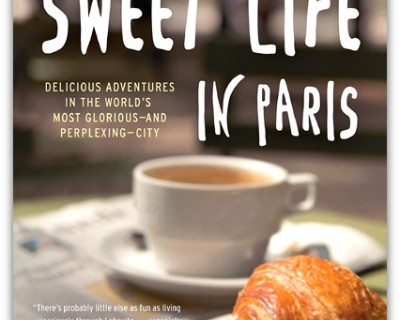 SWEET LIFE
DELICIOUS ADVENTURES
IN THE WORLD'S
MOST GLORIOUS—AND
PERPLEXING—CITY
IN PARIS
"There's probably little else as fun as living